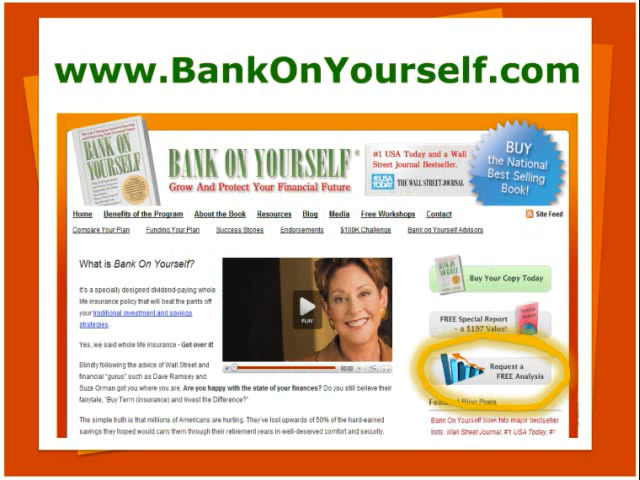 www.BankOnYourself.com
BANK ON
YOURSELF
BANK ON YOURSELF®
Grow And Protect Your Financial Future
#1 USA Today and a Wall
Street Journal Bestseller.
USA TODAY THE WALL STREET JOURNAL
BUY
the National
Best Selling
Book!
Home Benefits of the Program About the Book Resources Blog Media Free Workshops Contact Site Feed
Compare Your Plan Funding Your Plan Success Stories Endorsements $100K Challenge Bank on Yourself Advisors
What is Bank On Yourself?
It's a specially designed dividend-paying whole
life insurance policy that will beat the pants off
your traditional investment and savings
strategies.
Yes, we said whole life insurance - Get over it!
Blindly following the advice of Wall Street and
financial "gurus" such as Dave Ramsey and
Suze Orman got you where you are. Are you happy with the state of your finances? Do you still believe their
fairytale, "Buy Term (insurance) and Invest the Difference?"
The simple truth is that millions of Americans are hurting. They've lost upwards of 50% of the hard-earned
savings they hoped would carry them through their retirement years in well-deserved comfort and security.
PLAY
00:00
Buy Your Copy Today
FREE Special Report
- a $197 Value!
Request a
FREE Analysis
Featured Blog Posts
Bank On Yourself book hits major bestseller
lists: Wall Street Journal, #1 USA Today, #1